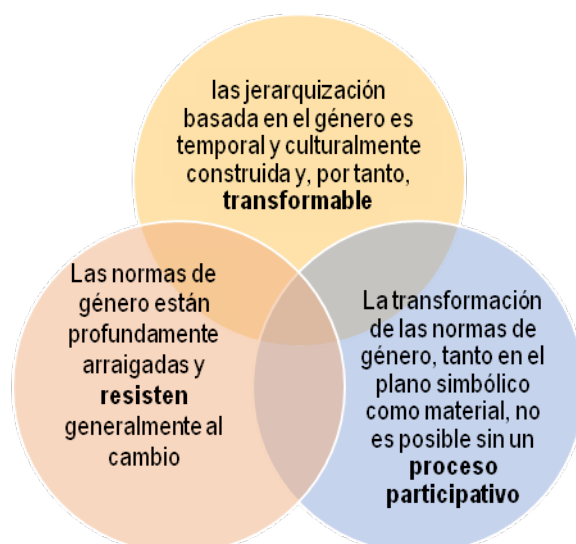 las jerarquización
basada en el género es
temporal y culturalmente
construida y, por tanto,
transformable
Las normas de
género están
profundamente
arraigadas y
resisten
generalmente al
cambio
La transformación
de las normas de
género, tanto en el
plano simbólico
como material, no
es posible sin un
proceso
participativo